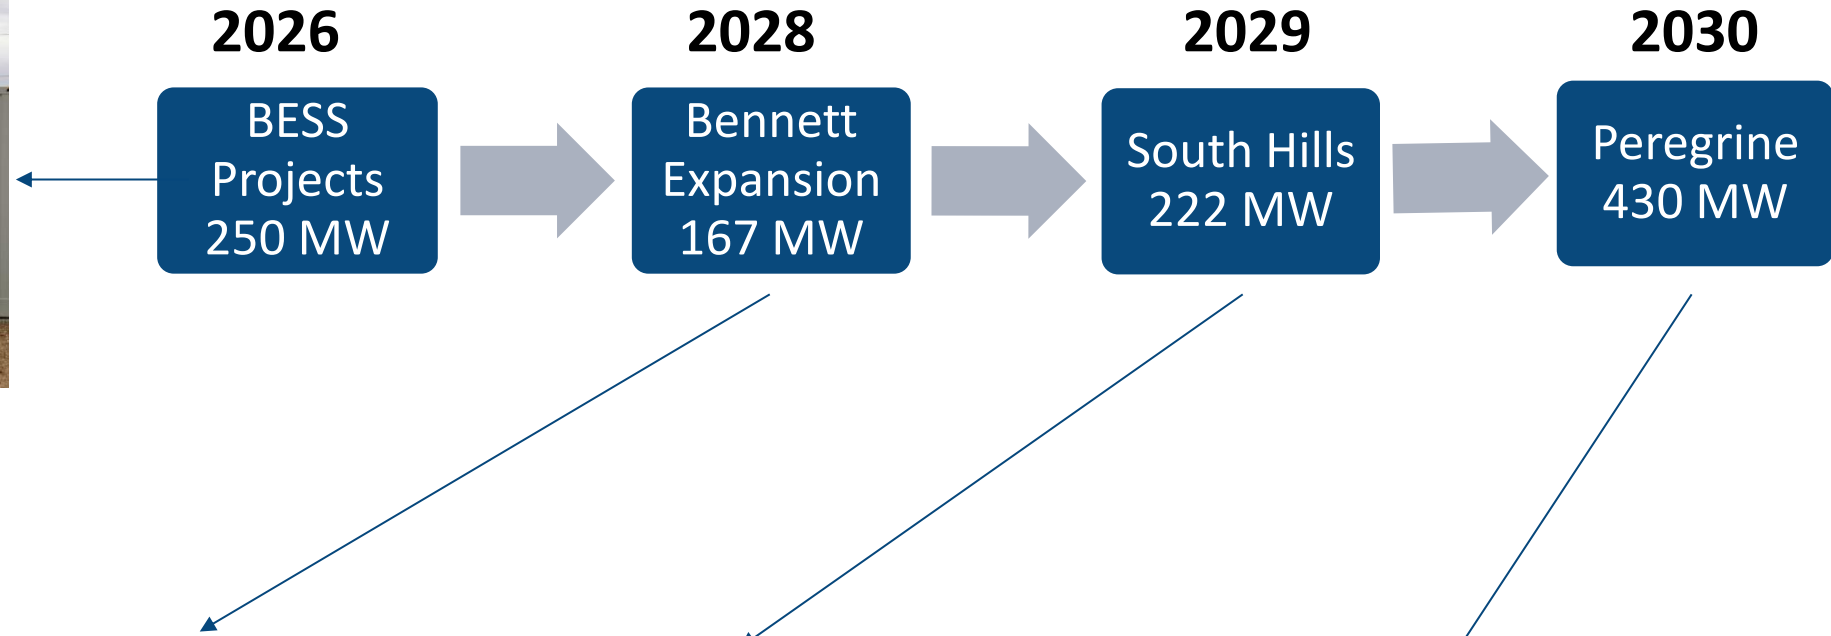 2026
2028
2029
2030
BESS
Projects
250 MW
Bennett
Expansion
167 MW
South Hills
222 MW
Peregrine
430 MW